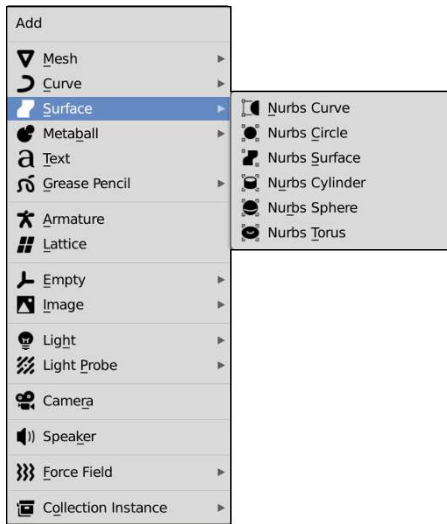 Add
Mesh
Curve
Surface
Metaball
Text
Grease Pencil
Armature
Lattice
Empty
Image
Light
Light Probe
Camera
Speaker
Force Field
Collection Instance
Nurbs Curve
Nurbs Circle
Nurbs Surface
Nurbs Cylinder
Nurbs Sphere
Nurbs Torus